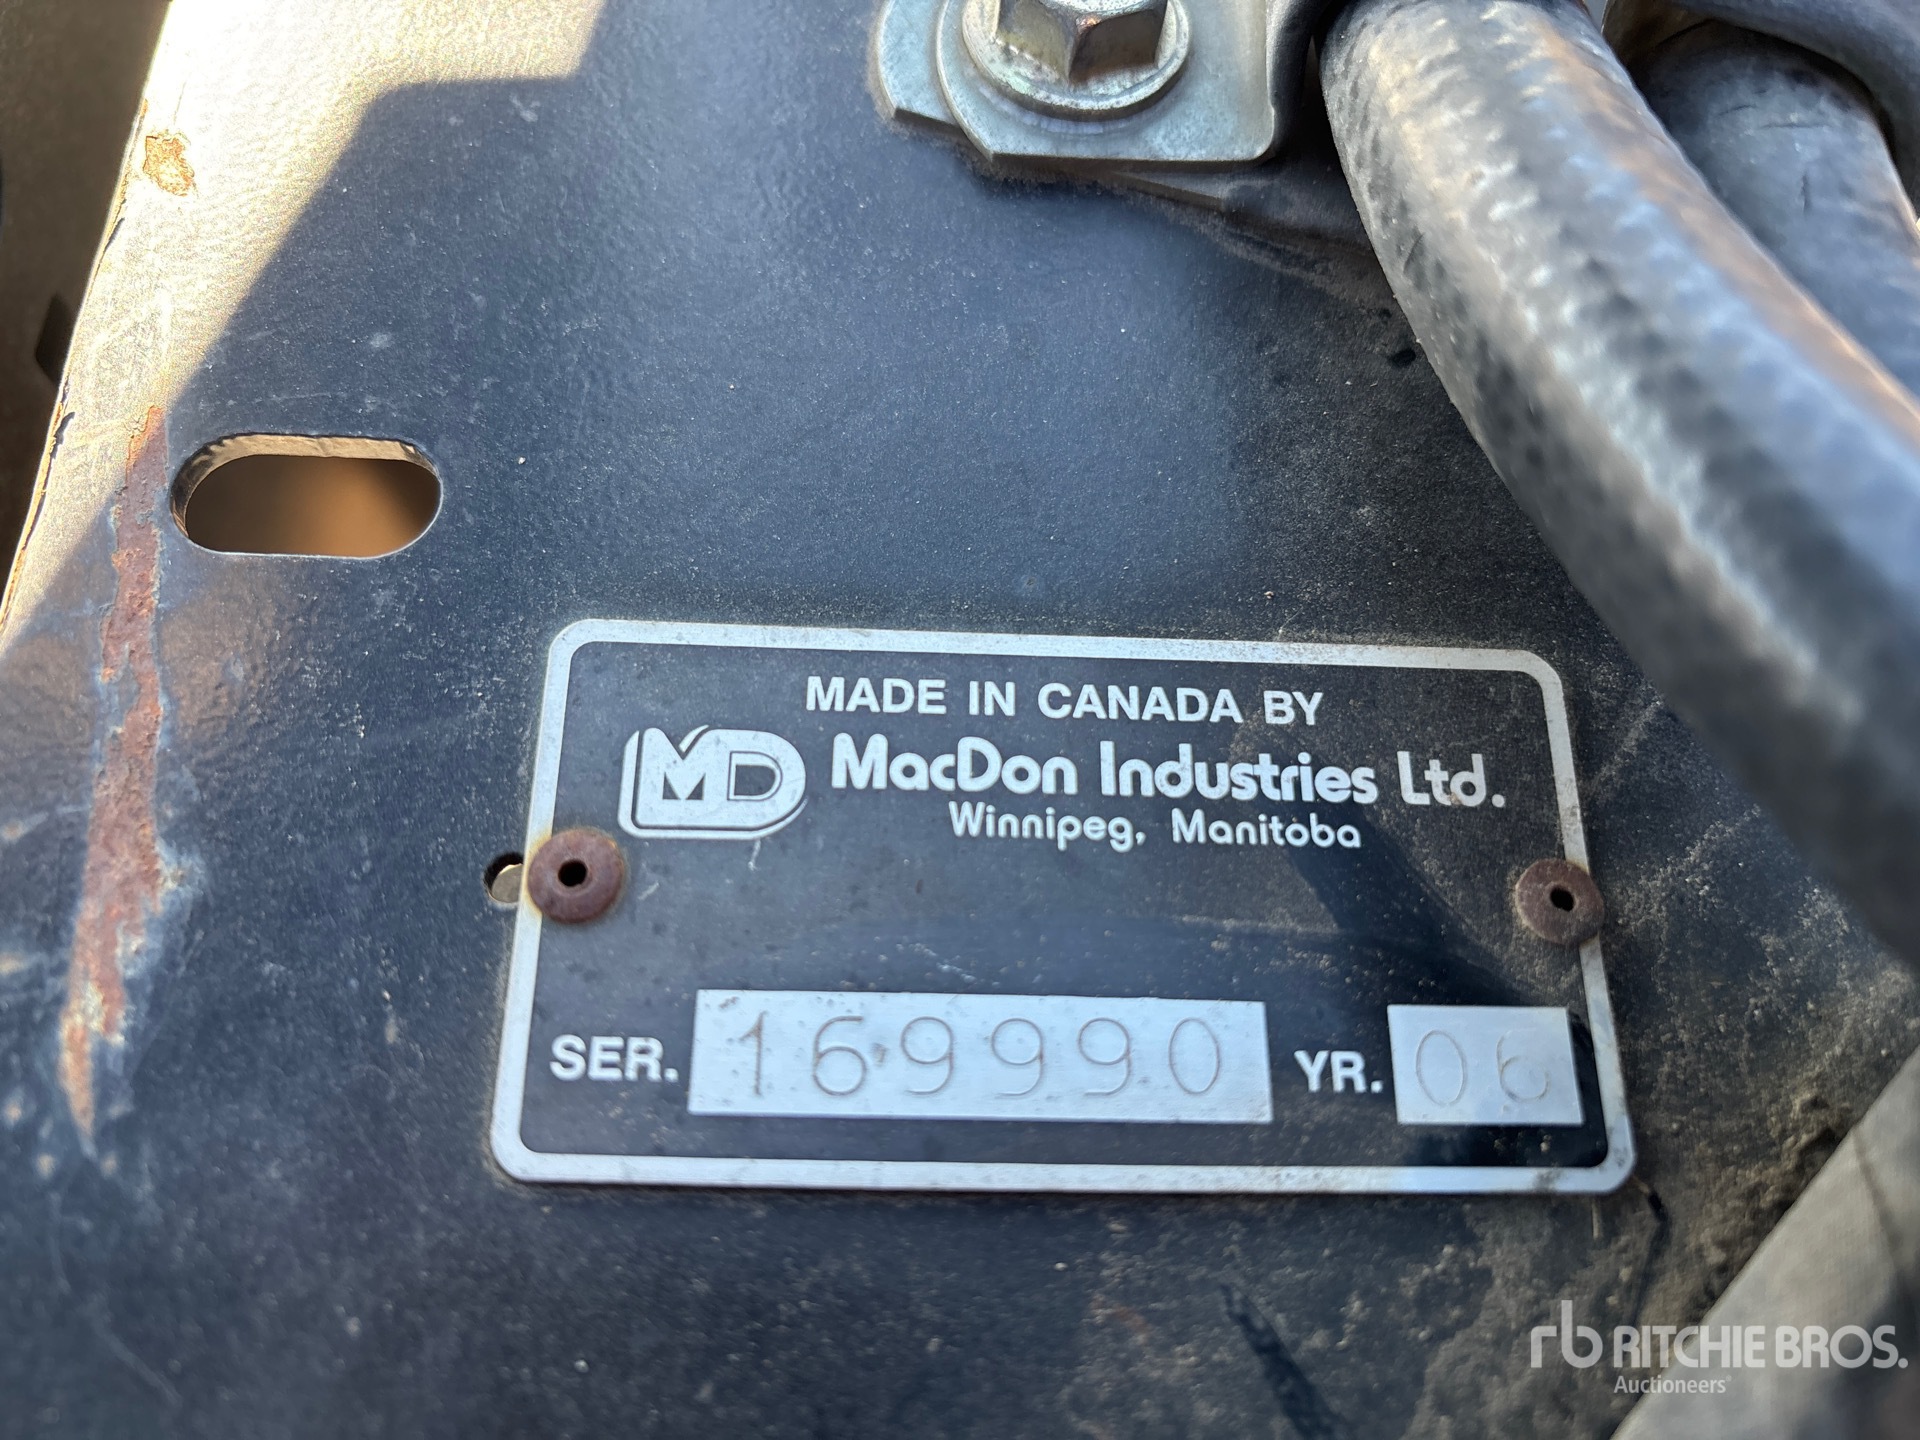 MADE IN CANADA BY
MD MacDon Industries Ltd.
Winnipeg, Manitoba
SER. 169990 YR. 06
rb RITCHIE BROS.
Auctioneers